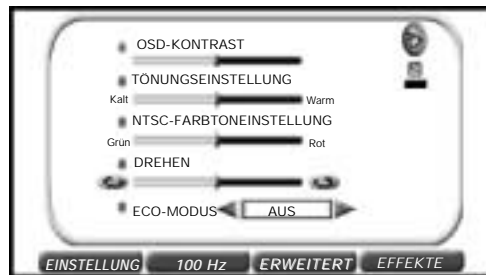 OSD-KONTRAST
TÖNUNGSEINSTELLUNG
Kalt Warm
NTSC-FARBTONEINSTELLUNG
Grün Rot
DREHEN
ECO-MODUS AUS
EINSTELLUNG 100 Hz ERWEITERT EFFEKTE